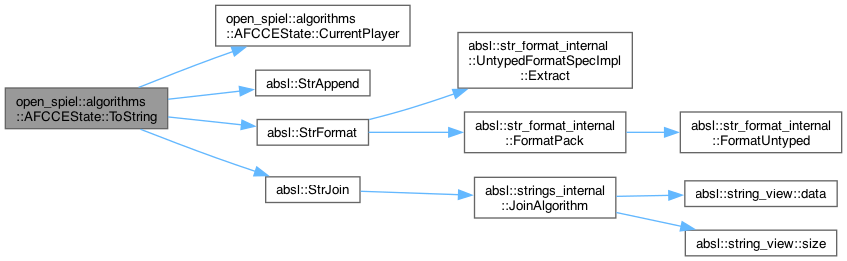 open_spiel::algorithms
::AFCCEState::ToString
open_spiel::algorithms
::AFCCEState::CurrentPlayer
absl::StrAppend
absl::StrFormat
absl::StrJoin
absl::str_format_internal
::UntypedFormatSpecImpl
::Extract
absl::str_format_internal
::FormatPack
absl::strings_internal
::JoinAlgorithm
absl::str_format_internal
::FormatUntyped
absl::string_view::data
absl::string_view::size